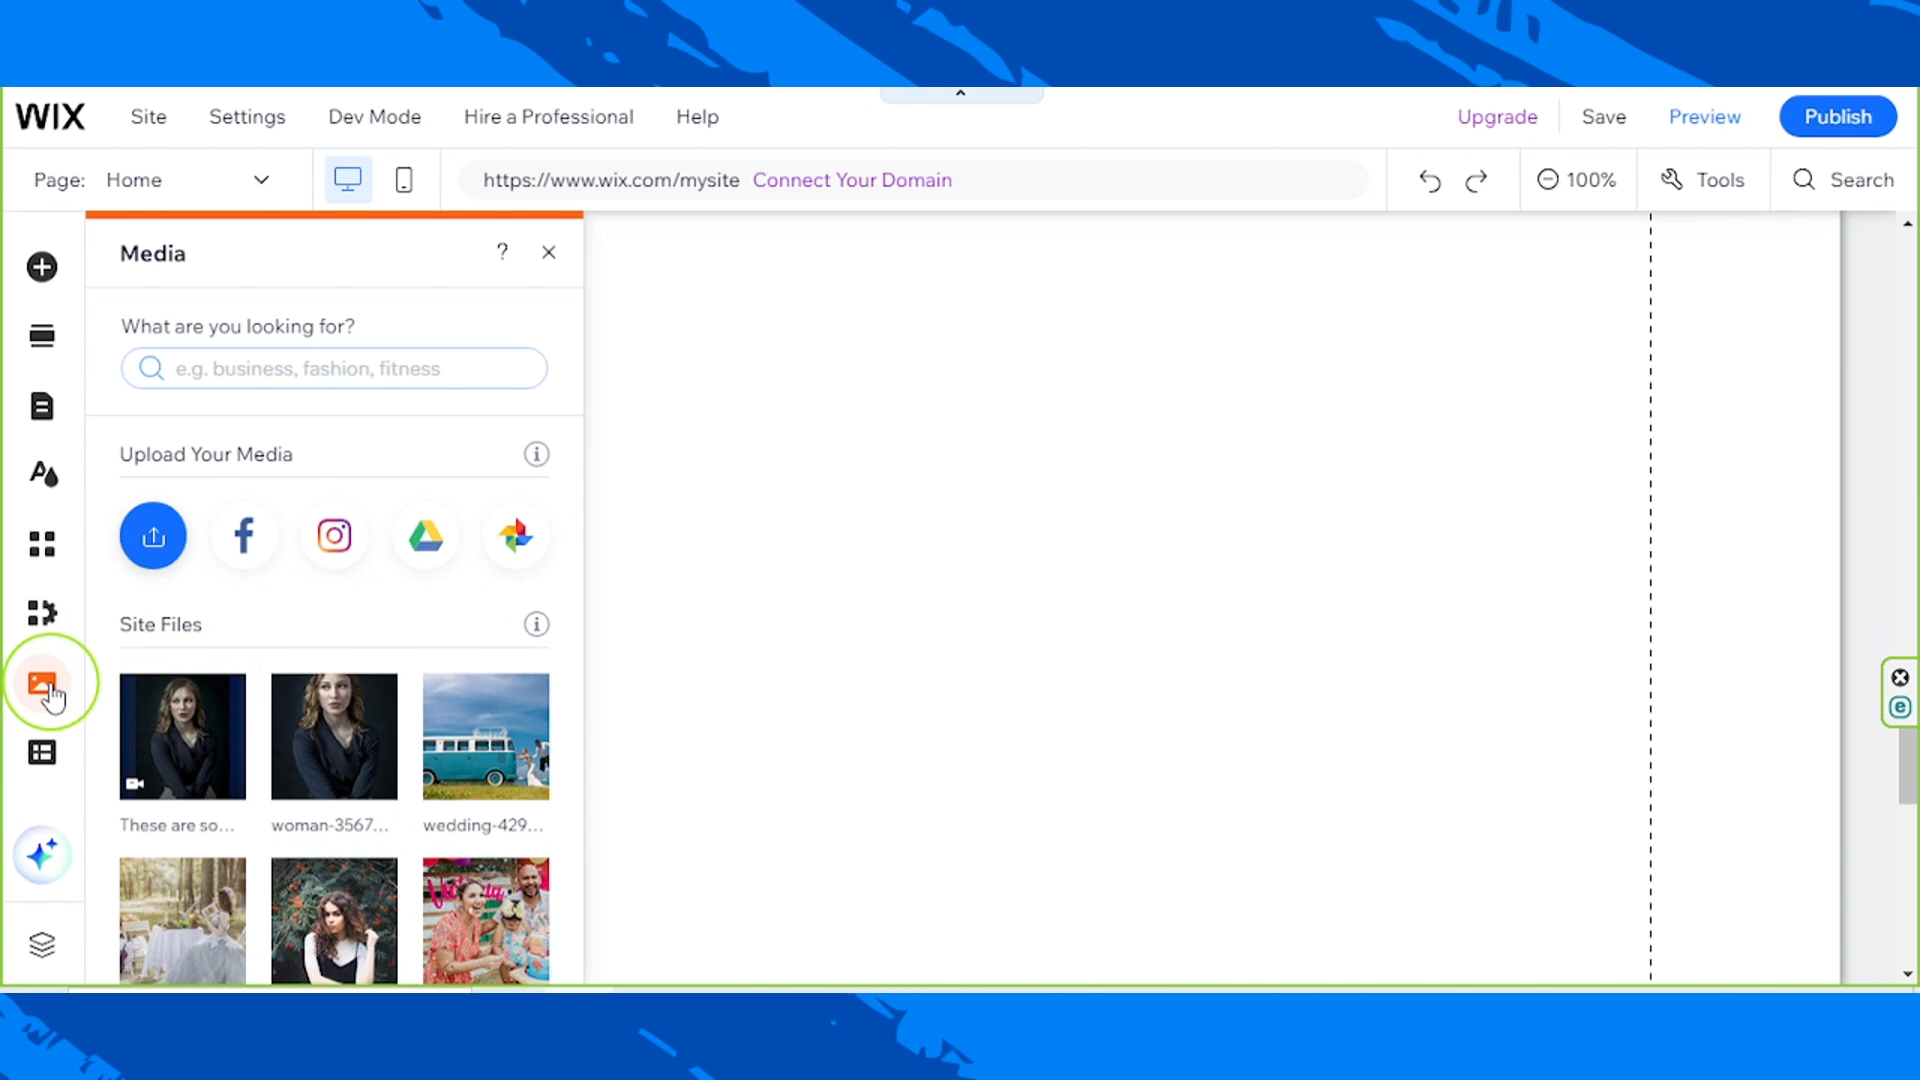 WIX Site Settings Dev Mode Hire a Professional Help Upgrade Save Preview Publish
Page: Home https://www.wix.com/mysite Connect Your Domain 100% Tools Search
Media ?
What are you looking for?
e.g. business, fashion, fitness
Upload Your Media
Site Files
These are so... woman-3567... wedding-429...